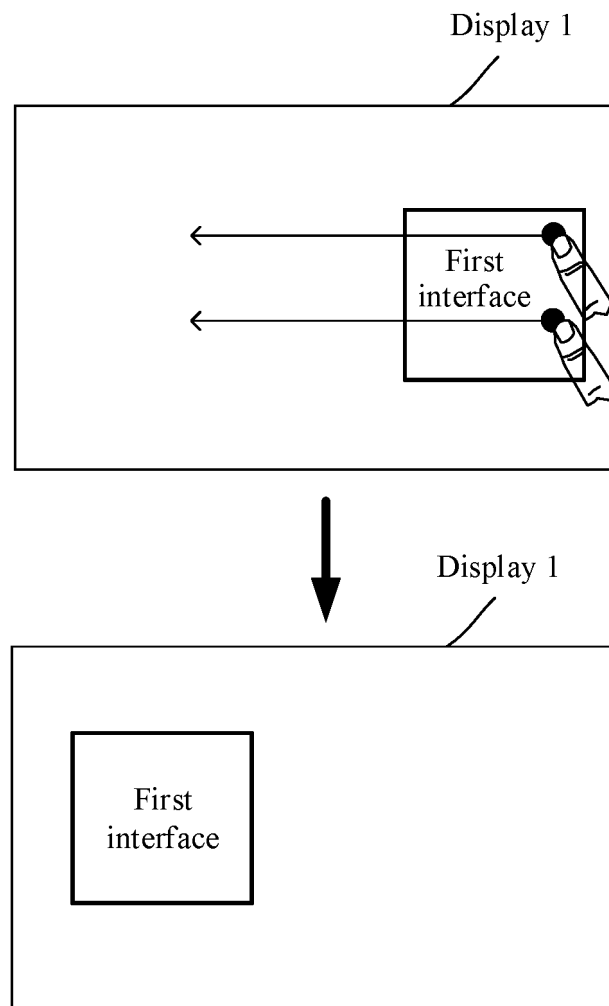 Display 1
First
interface
Display 1
First
interface